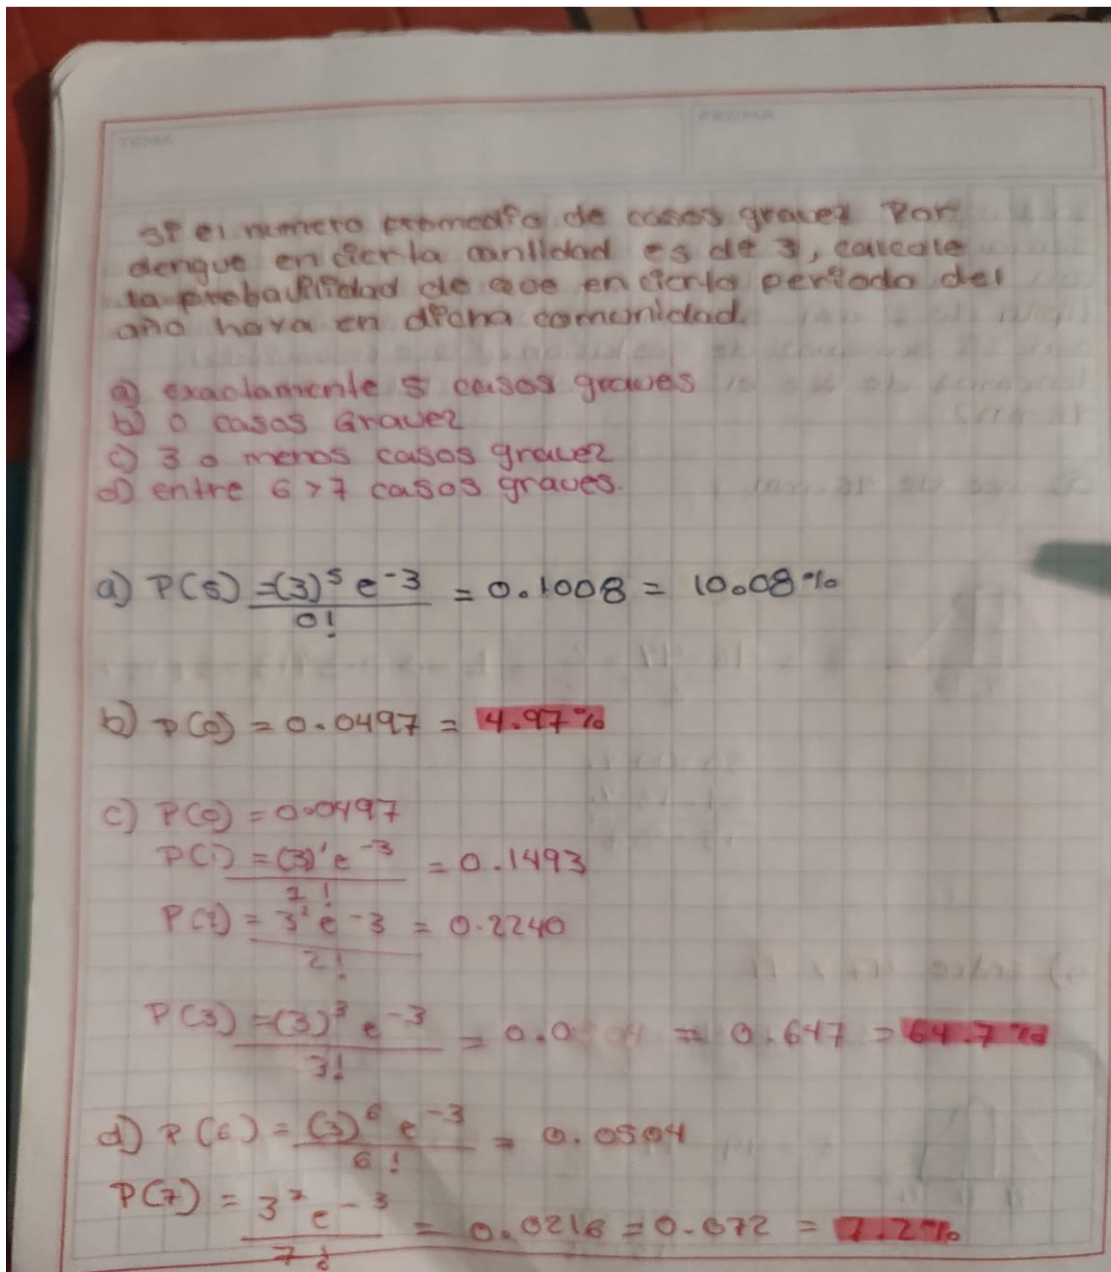 TEMA
FECHA
si el numero promedio de casos gravez Por
dengue en cierta cantidad es de 3, calcule
la probabilidad de que en cierto periodo del
año haya en dicha comunidad.
a) exactamente 5 casos graves
b) 0 casos Gravez
c) 3 o menos casos gravez
d) entre 6 y 7 casos graves.
a) P(5) = (3)^5 e^-3 / 0! = 0.1008 = 10.08%
b) P(0) = 0.0497 = 4.97%
c) P(0) = 0.0497
P(1) = (3)^1 e^-3 / 1! = 0.1493
P(2) = 3^2 e^-3 / 2! = 0.2240
P(3) = (3)^3 e^-3 / 3! = 0.0 = 0.647 = 64.7%
d) P(6) = (3)^6 e^-3 / 6! = 0.0504
P(7) = 3^7 e^-3 / 7! = 0.0216 = 0.072 = 7.2%